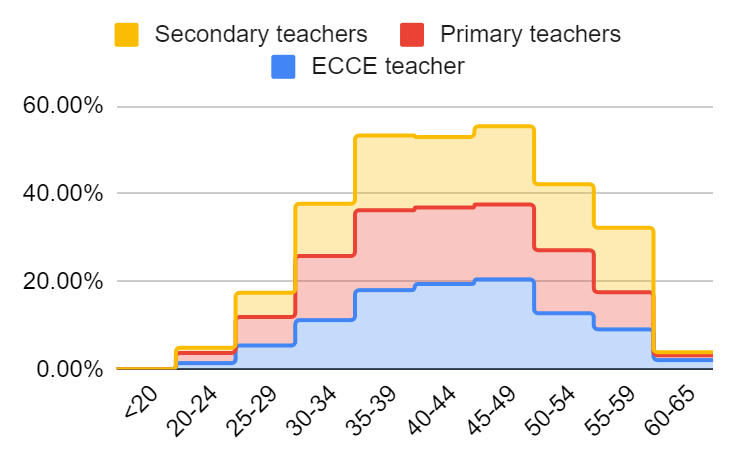 Secondary teachers Primary teachers
ECCE teacher
60.00%
40.00%
20.00%
0.00%
<20 20-24 25-29 30-34 35-39 40-44 45-49 50-54 55-59 60-65